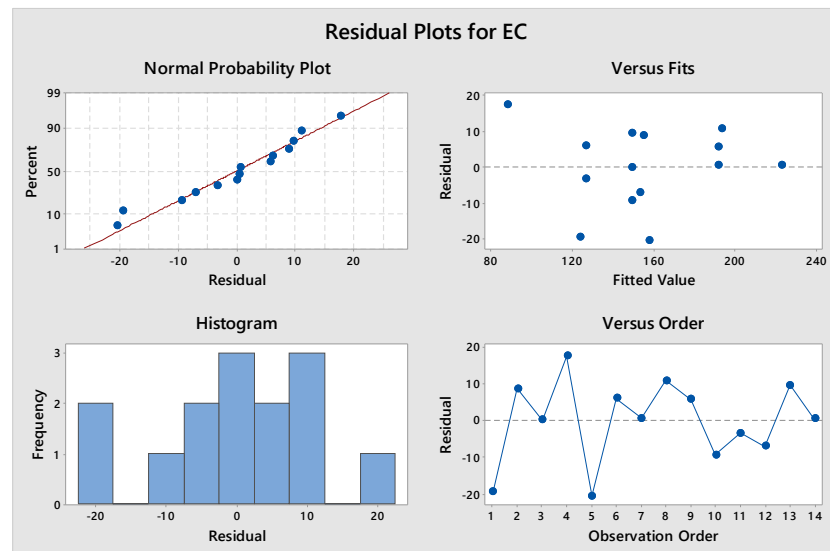 Residual Plots for EC
Normal Probability Plot
99
90
50
10
1
Percent
-20 -10 0 10 20
Residual
Versus Fits
20
10
0
-10
-20
Residual
80 120 160 200 240
Fitted Value
Histogram
3
2
1
0
Frequency
-20 -10 0 10 20
Residual
Versus Order
20
10
0
-10
-20
Residual
1 2 3 4 5 6 7 8 9 10 11 12 13 14
Observation Order